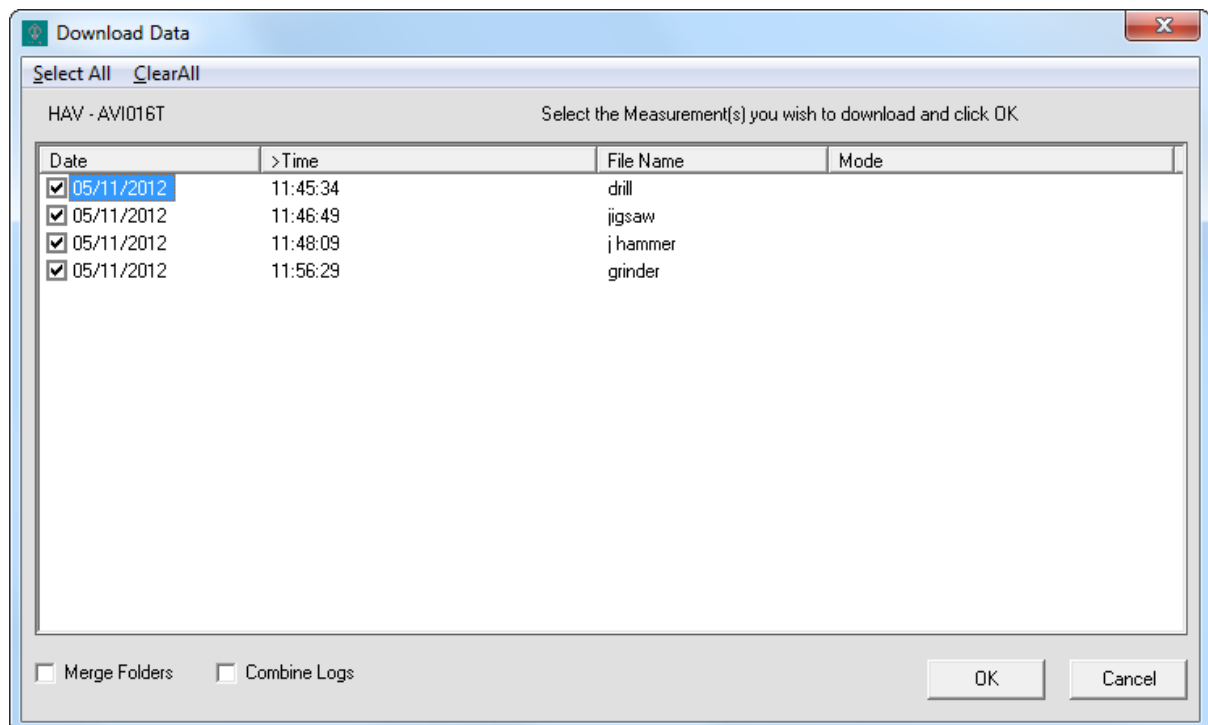 Download Data
Select All ClearAll
HAV - AVI016T Select the Measurement(s) you wish to download and click OK
Date >Time File Name Mode
05/11/2012 11:45:34 drill
05/11/2012 11:46:49 jigsaw
05/11/2012 11:48:09 j hammer
05/11/2012 11:56:29 grinder
Merge Folders Combine Logs OK Cancel